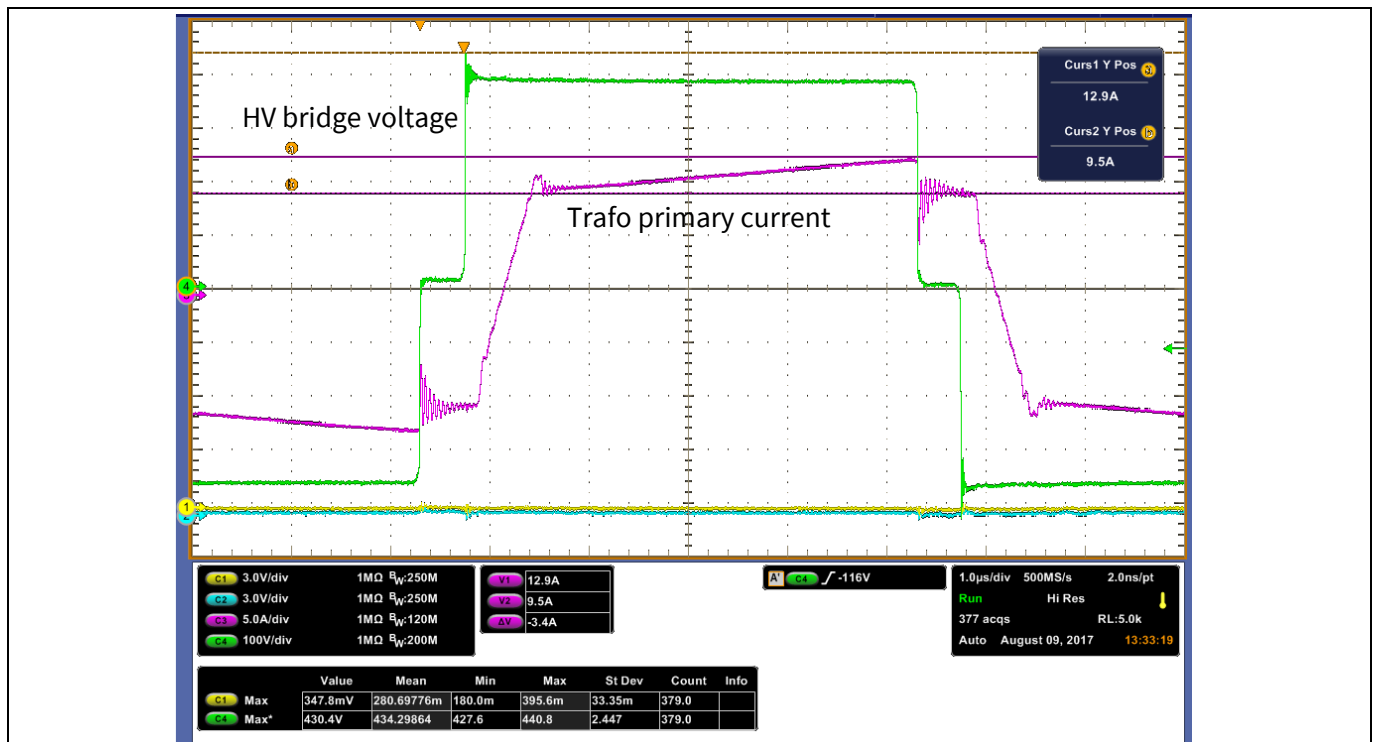 Curs1 Y Pos
12.9A
HV bridge voltage
Curs2 Y Pos
9.5A
Trafo primary current
4
1
C1 3.0V/div 1MΩ BW:250M
C2 3.0V/div 1MΩ BW:250M
C3 5.0A/div 1MΩ BW:120M
C4 100V/div 1MΩ BW:200M
V1 12.9A
V2 9.5A
ΔV -3.4A
A' C4 -116V
1.0µs/div 500MS/s 2.0ns/pt
Run Hi Res
377 acqs RL:5.0k
Auto August 09, 2017 13:33:19
Value Mean Min Max St Dev Count Info
C1 Max 347.8mV 280.69776m 180.0m 395.6m 33.35m 379.0
C4 Max* 430.4V 434.29864 427.6 440.8 2.447 379.0